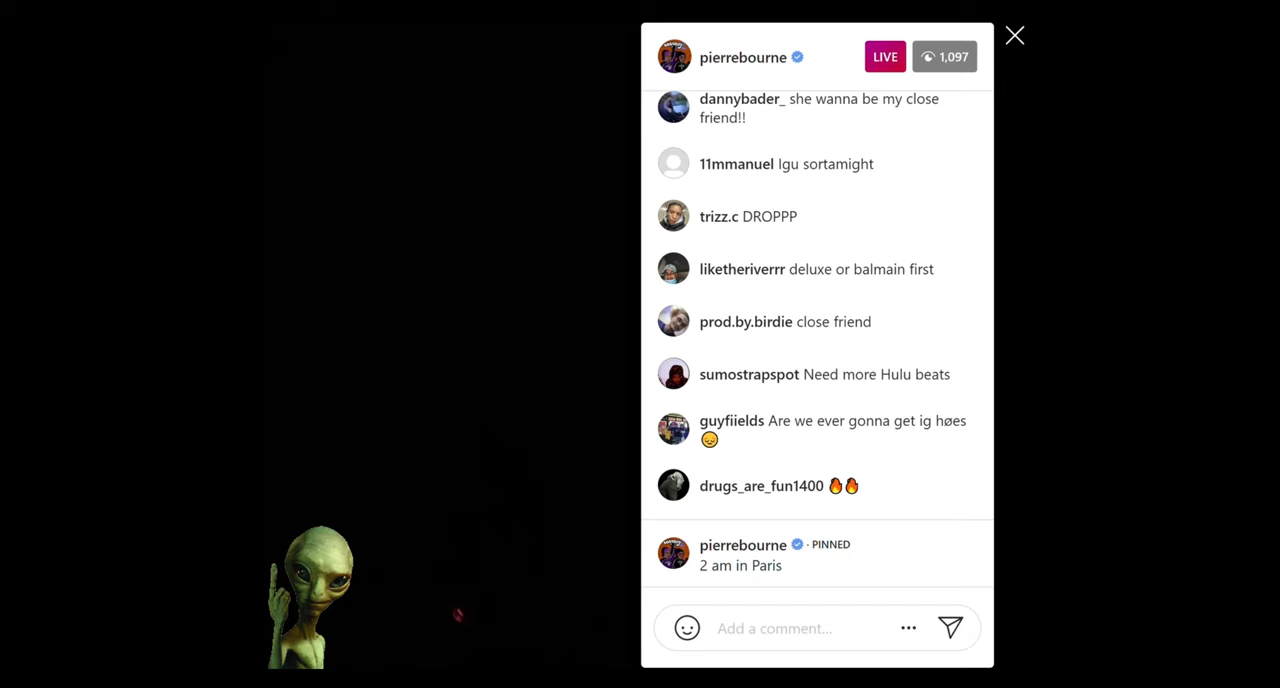 pierrebourne
LIVE
1,097
dannybader_ she wanna be my close
friend!!
11mmanuel Igu sortamight
trizz.c DROPPP
liketheriverrr deluxe or balmain first
prod.by.birdie close friend
sumostrapspot Need more Hulu beats
guyfiields Are we ever gonna get ig høes
😞
drugs_are_fun1400 🔥🔥
pierrebourne · PINNED
2 am in Paris
Add a comment...